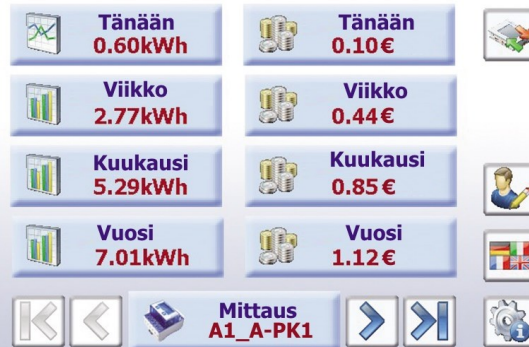 Tänään
0.60kWh
Tänään
0.10€
Viikko
2.77kWh
Viikko
0.44€
Kuukausi
5.29kWh
Kuukausi
0.85€
Vuosi
7.01kWh
Vuosi
1.12€
Mittaus
A1_A-PK1